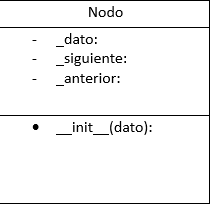 Nodo
- _dato:
- _siguiente:
- _anterior:
• __init__(dato):